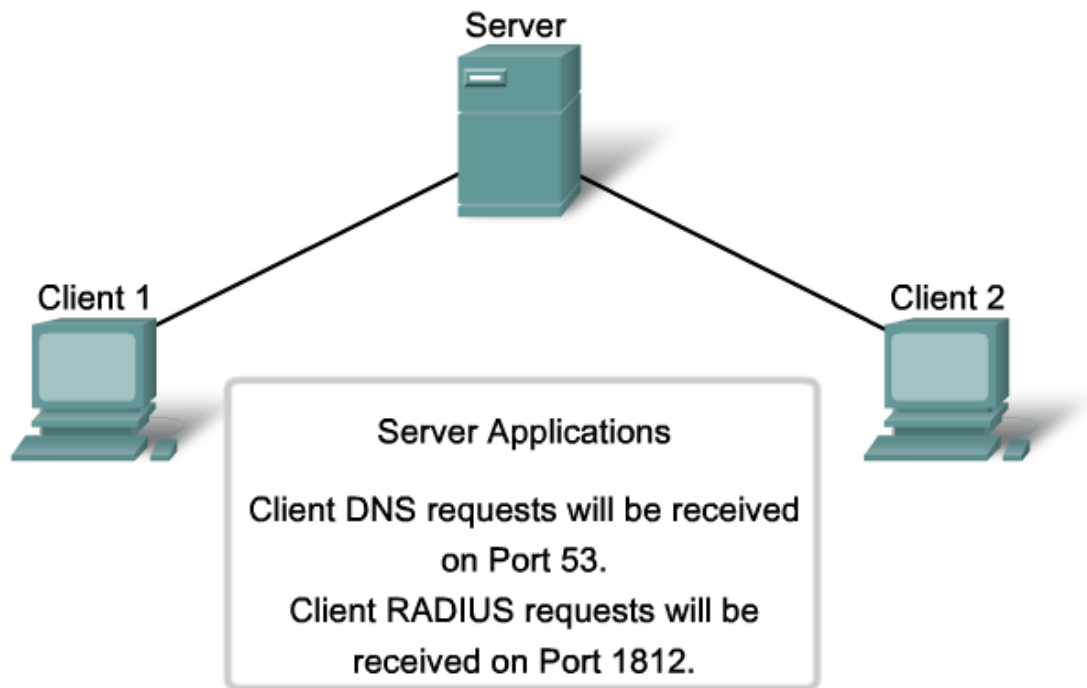 Server
Client 1
Client 2
Server Applications
Client DNS requests will be received
on Port 53.
Client RADIUS requests will be
received on Port 1812.